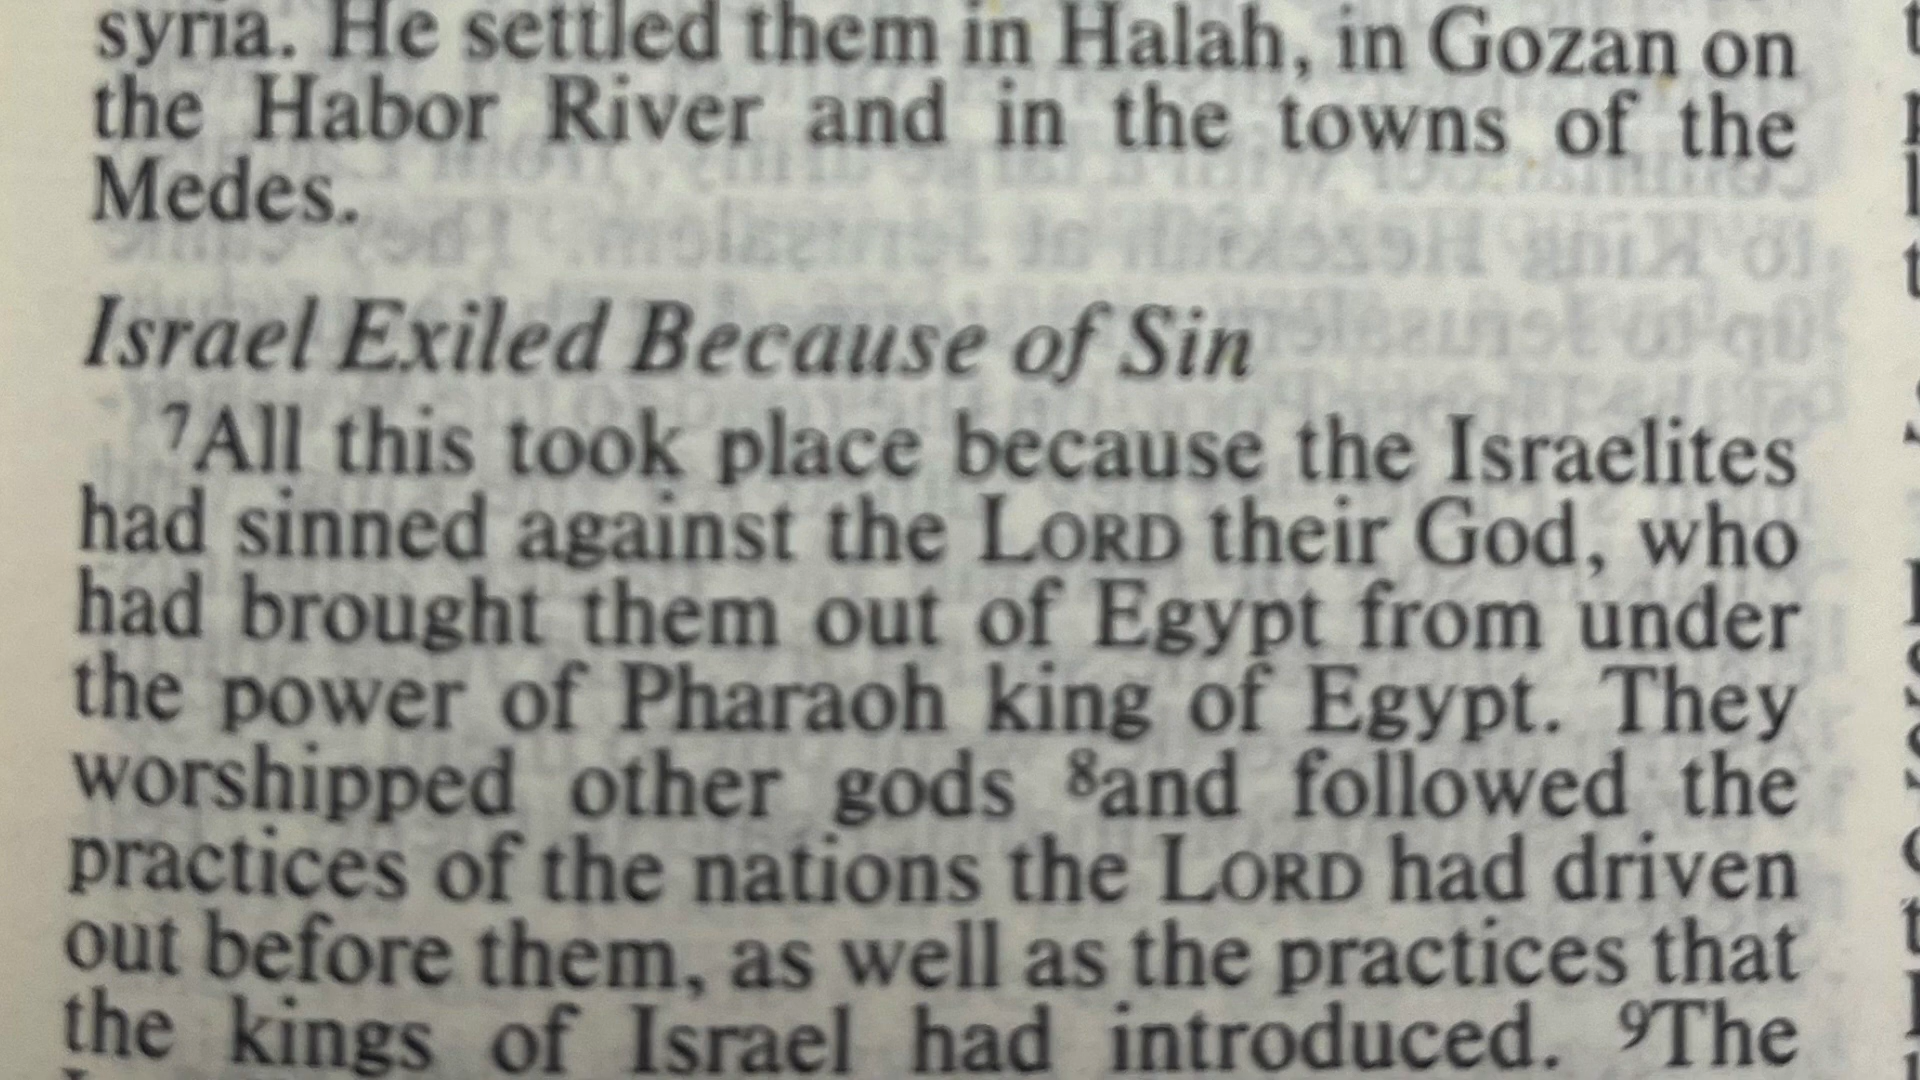 syria. He settled them in Halah, in Gozan on
the Habor River and in the towns of the
Medes.
Israel Exiled Because of Sin
7All this took place because the Israelites
had sinned against the LORD their God, who
had brought them out of Egypt from under
the power of Pharaoh king of Egypt. They
worshipped other gods 8and followed the
practices of the nations the LORD had driven
out before them, as well as the practices that
the kings of Israel had introduced. 9The